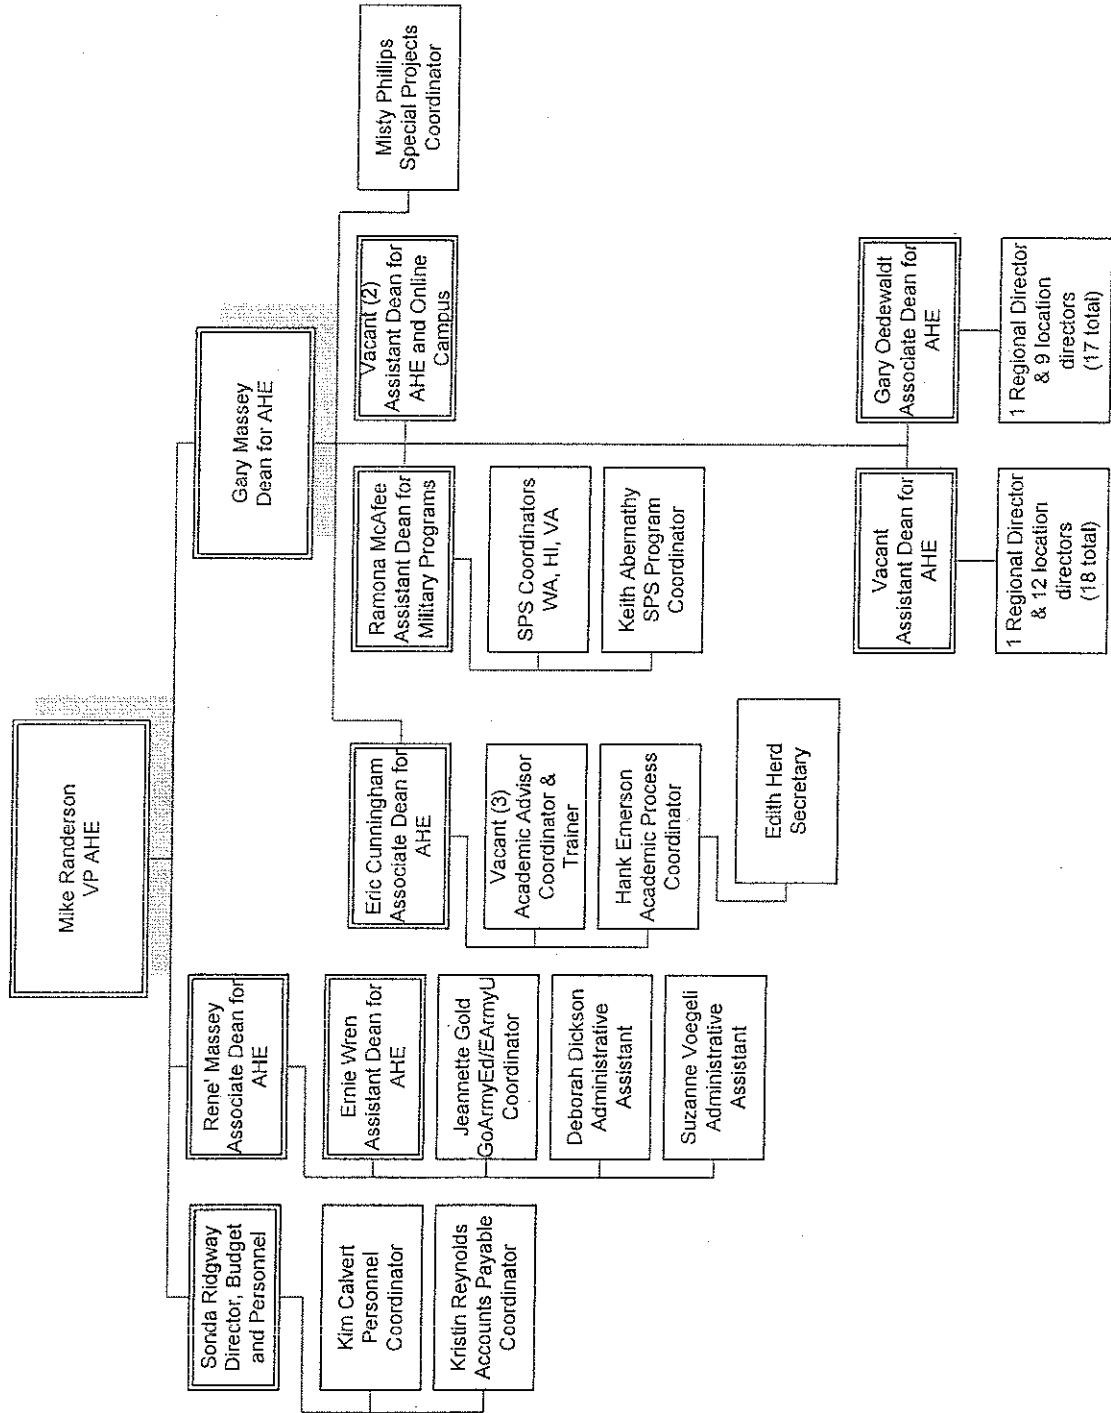 Mike Randerson
VP AHE
Sonda Ridgway
Director, Budget
and Personnel
Kim Calvert
Personnel
Coordinator
Kristin Reynolds
Accounts Payable
Coordinator
Rene' Massey
Associate Dean for
AHE
Ernie Wren
Assistant Dean for
AHE
Jeannette Gold
GoArmyEd/EArmyU
Coordinator
Deborah Dickson
Administrative
Assistant
Suzanne Voegeli
Administrative
Assistant
Gary Massey
Dean for AHE
Eric Cunningham
Associate Dean for
AHE
Vacant (3)
Academic Advisor
Coordinator &
Trainer
Hank Emerson
Academic Process
Coordinator
Edith Herd
Secretary
Ramona McAfee
Assistant Dean for
Military Programs
SPS Coordinators
WA, HI, VA
Keith Abernathy
SPS Program
Coordinator
Vacant (2)
Assistant Dean for
AHE and Online
Campus
Misty Phillips
Special Projects
Coordinator
Vacant
Assistant Dean for
AHE
1 Regional Director
& 12 location
directors
(18 total)
Gary Oedewaldt
Associate Dean for
AHE
1 Regional Director
& 9 location
directors
(17 total)